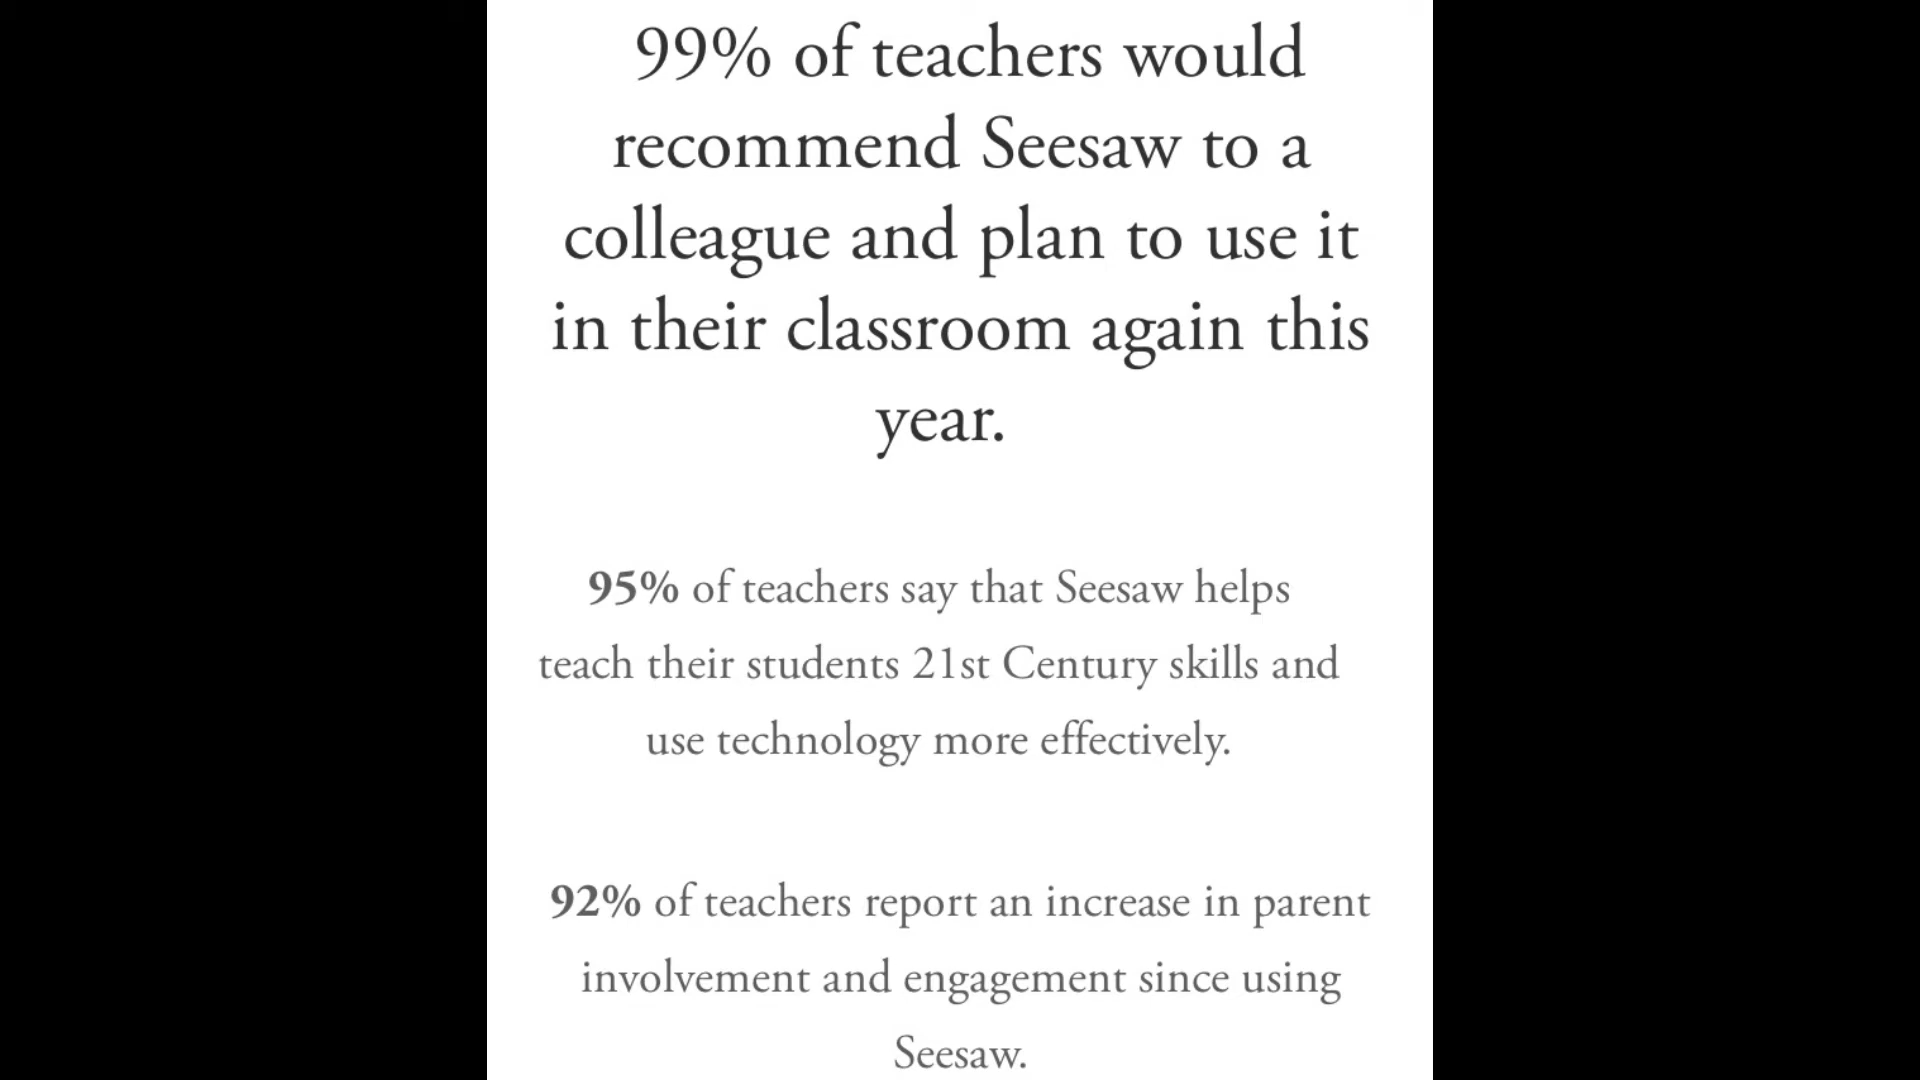 99% of teachers would
recommend Seesaw to a
colleague and plan to use it
in their classroom again this
year.
95% of teachers say that Seesaw helps
teach their students 21st Century skills and
use technology more effectively.
92% of teachers report an increase in parent
involvement and engagement since using
Seesaw.